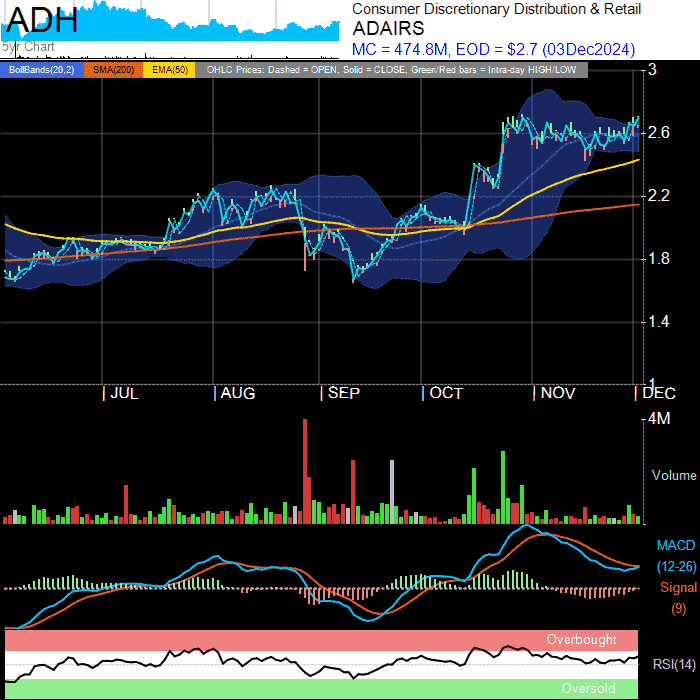 ADH
5yr Chart
Consumer Discretionary Distribution & Retail
ADAIRS
MC = 474.8M, EOD = $2.7 (03Dec2024)
BollBands(20,2) SMA(200) EMA(50) OHLC Prices: Dashed = OPEN, Solid = CLOSE, Green/Red bars = Intra-day HIGH/LOW
3
2.6
2.2
1.8
1.4
1
JUL AUG SEP OCT NOV DEC
4M
Volume
MACD
(12-26)
Signal
(9)
Overbought
RSI(14)
Oversold